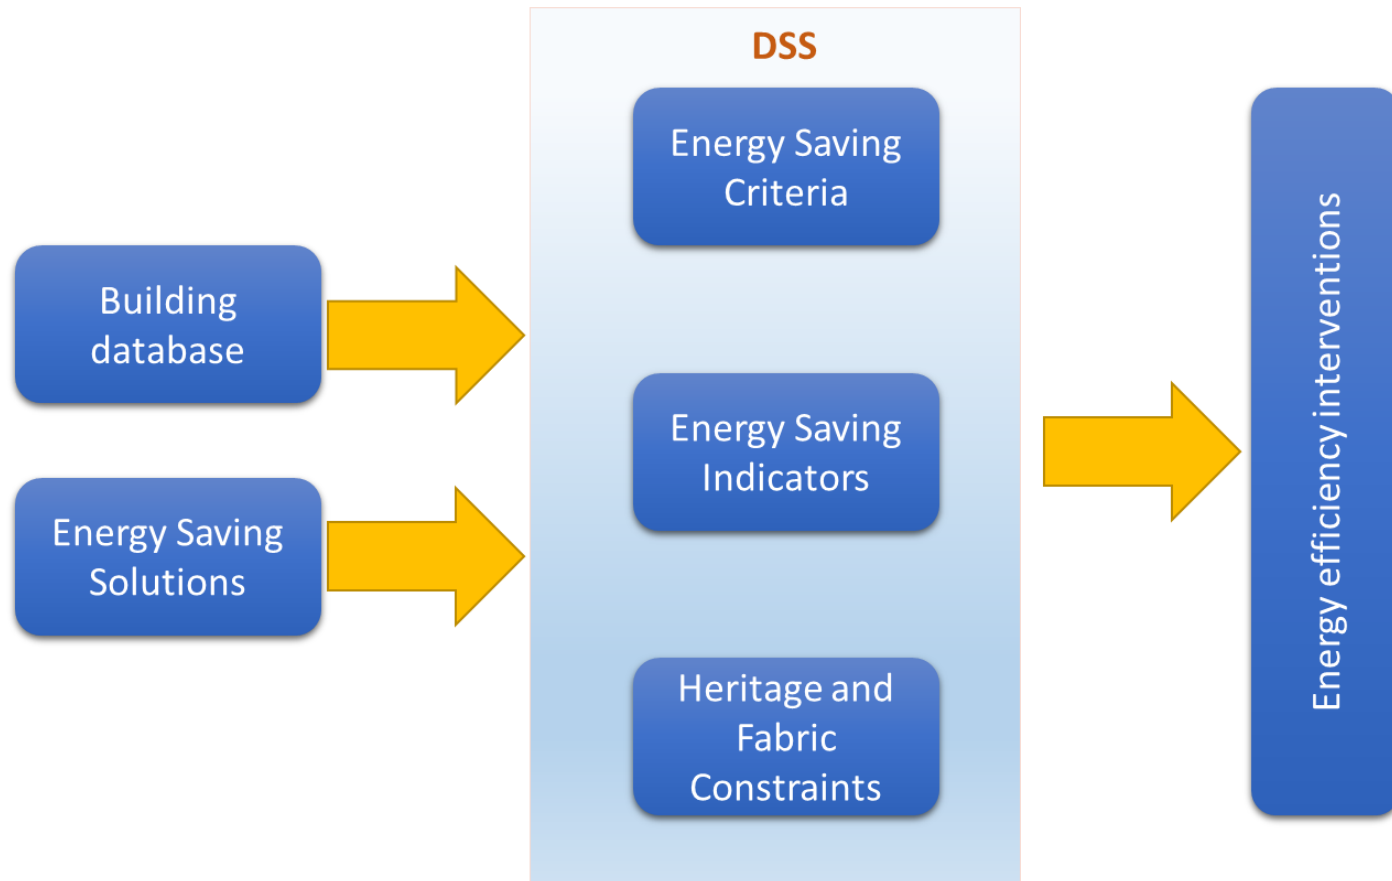 DSS
Energy Saving
Criteria
Building
database
Energy Saving
Indicators
Energy Saving
Solutions
Heritage and
Fabric
Constraints
Energy efficiency interventions